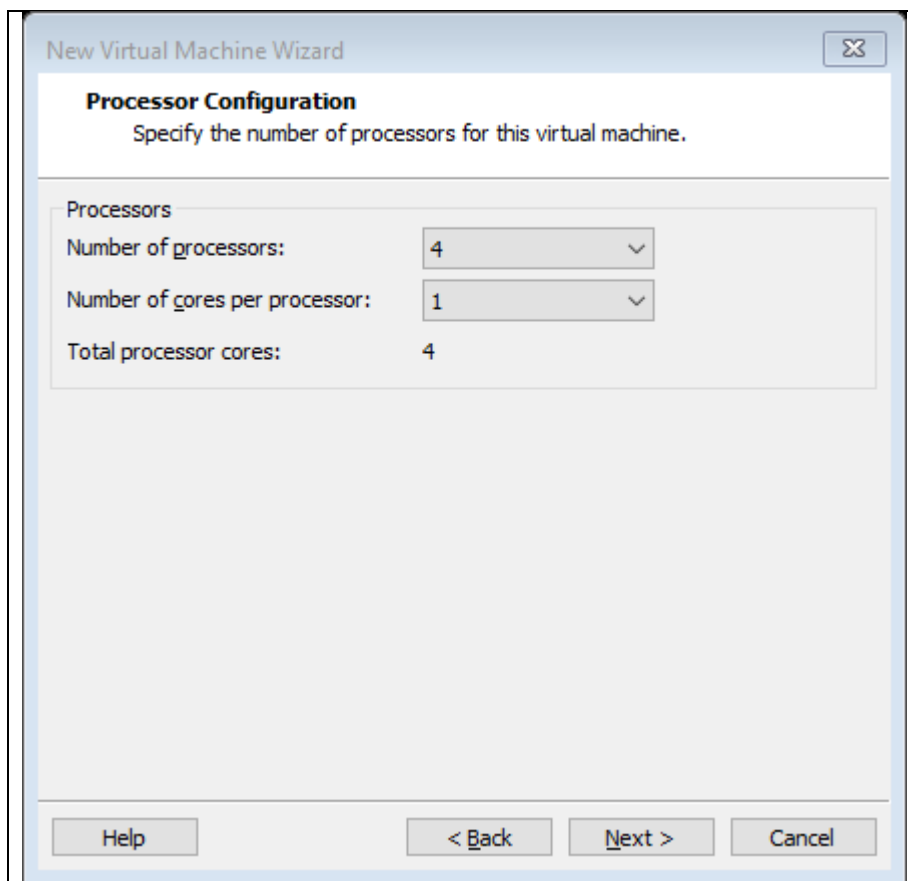 New Virtual Machine Wizard
Processor Configuration
Specify the number of processors for this virtual machine.
Processors
Number of processors: 4
Number of cores per processor: 1
Total processor cores: 4
Help < Back Next > Cancel